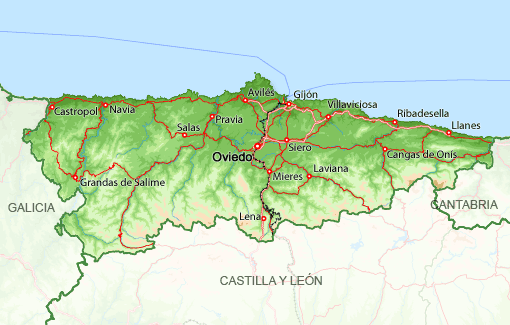 Avilés
Gijón
Castropol
Navia
Villaviciosa
Pravia
Ribadesella
Salas
Llanes
Oviedo
Siero
Cangas de Onís
Laviana
Mieres
Grandas de Salime
CANTABRIA
GALICIA
Lena
CASTILLA Y LEÓN